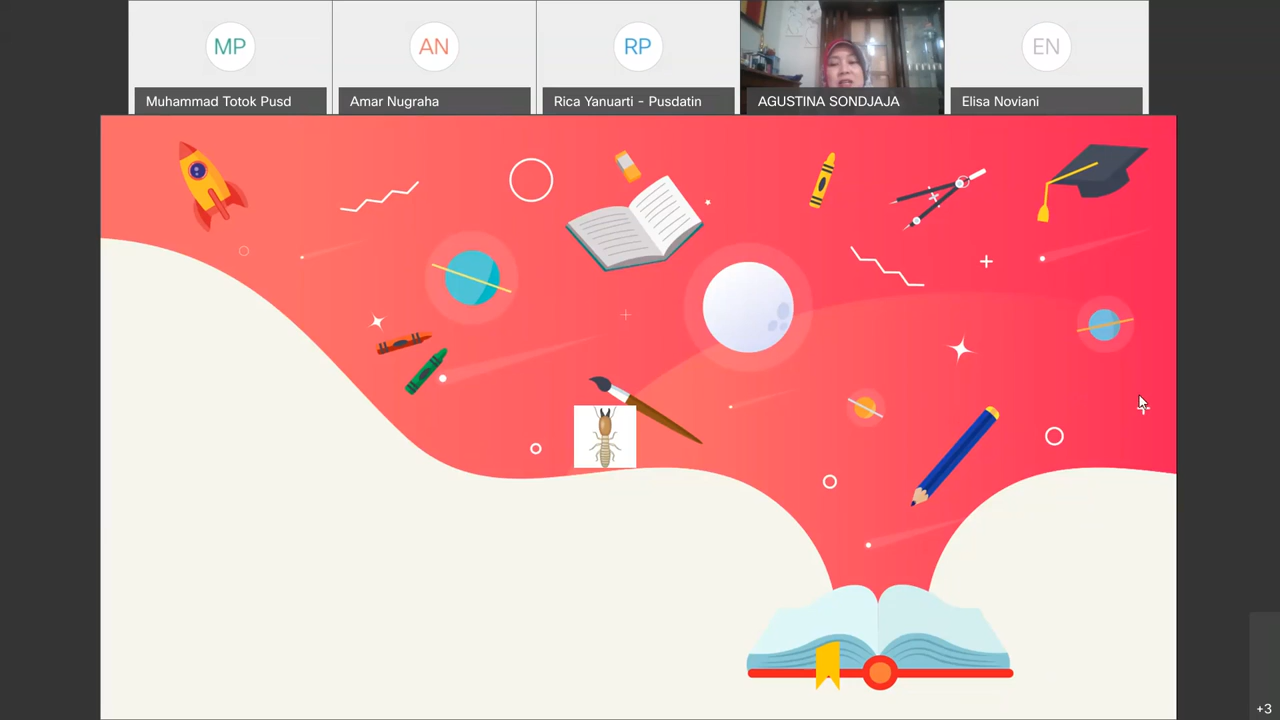 MP
AN
RP
EN
Muhammad Totok Pusd
Amar Nugraha
Rica Yanuarti - Pusdatin
AGUSTINA SONDJAJA
Elisa Noviani
+3